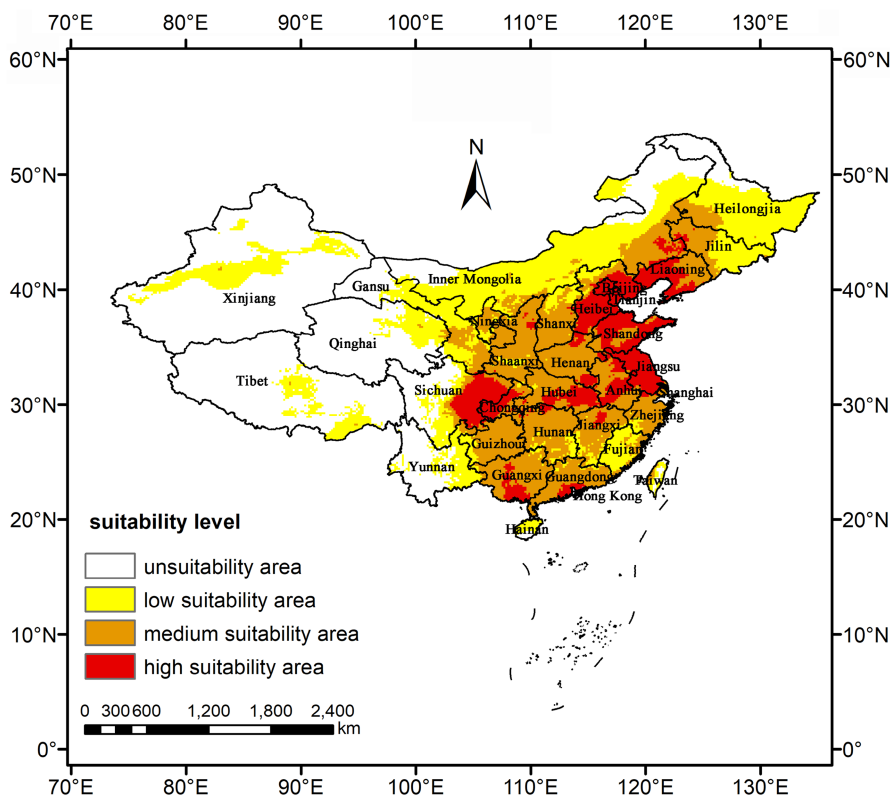 70°E 80°E 90°E 100°E 110°E 120°E 130°E
60°N 60°N
N
50°N 50°N
Heilongjia
Jilin
Liaoning
40°N 40°N
Inner Mongolia
Gansu
Beijing
Xinjiang
Tianjin
Hebei
Ningxia
Shanxi
Shandong
Qinghai
Shaanxi
Henan
Jiangsu
Tibet
Sichuan
Hubei
Anhui
Shanghai
30°N 30°N
Chongqing
Zhejiang
Hunan
Jiangxi
Guizhou
Fujian
Yunnan
Guangxi
Guangdong
Taiwan
Hong Kong
20°N 20°N
Hainan
suitability level
unsuitability area
low suitability area
medium suitability area
high suitability area
10°N 10°N
0 300 600 1,200 1,800 2,400
km
0° 0°
70°E 80°E 90°E 100°E 110°E 120°E 130°E